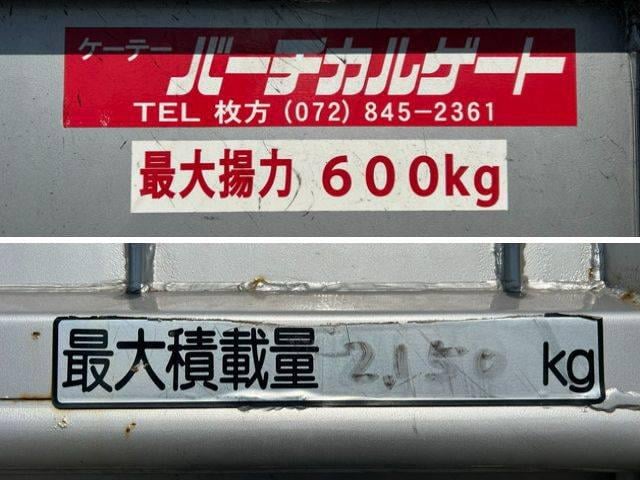 ケーテー バーチカルゲート
TEL 枚方 (072) 845-2361
最大揚力 600kg
最大積載量 2,150 kg